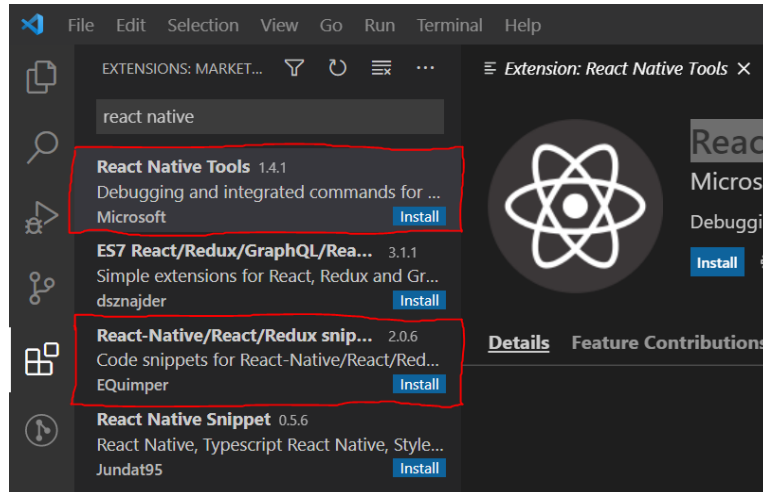 File Edit Selection View Go Run Terminal Help
EXTENSIONS: MARKET...
react native
React Native Tools 1.4.1
Debugging and integrated commands for ...
Microsoft Install
ES7 React/Redux/GraphQL/Rea... 3.1.1
Simple extensions for React, Redux and Gr...
dsznajder Install
React-Native/React/Redux snip... 2.0.6
Code snippets for React-Native/React/Red...
EQuimper Install
React Native Snippet 0.5.6
React Native, Typescript React Native, Style...
Jundat95 Install
Extension: React Native Tools
Reac
Micros
Debuggi
Install
Details Feature Contributions